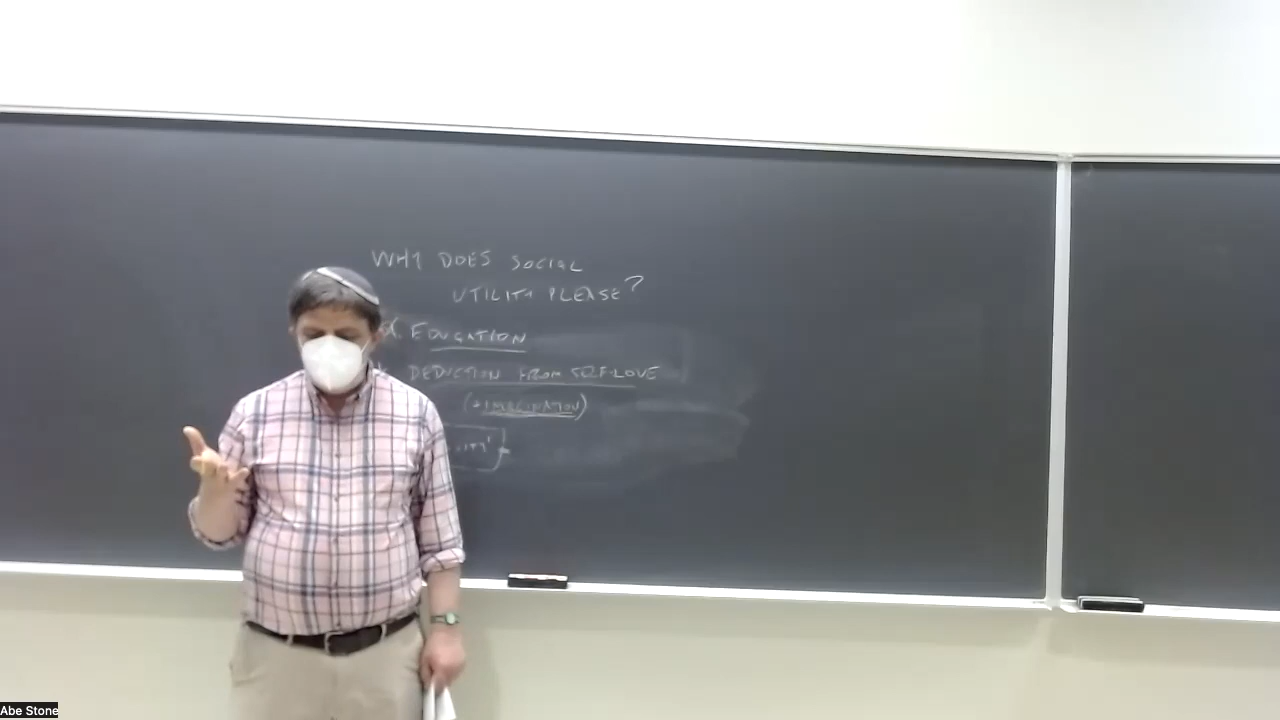 WHY DOES SOCIAL
UTILITY PLEASE?
EDUCATION
DEDUCTION FROM SELF-LOVE
(+IMAGINATION)
Abe Stone